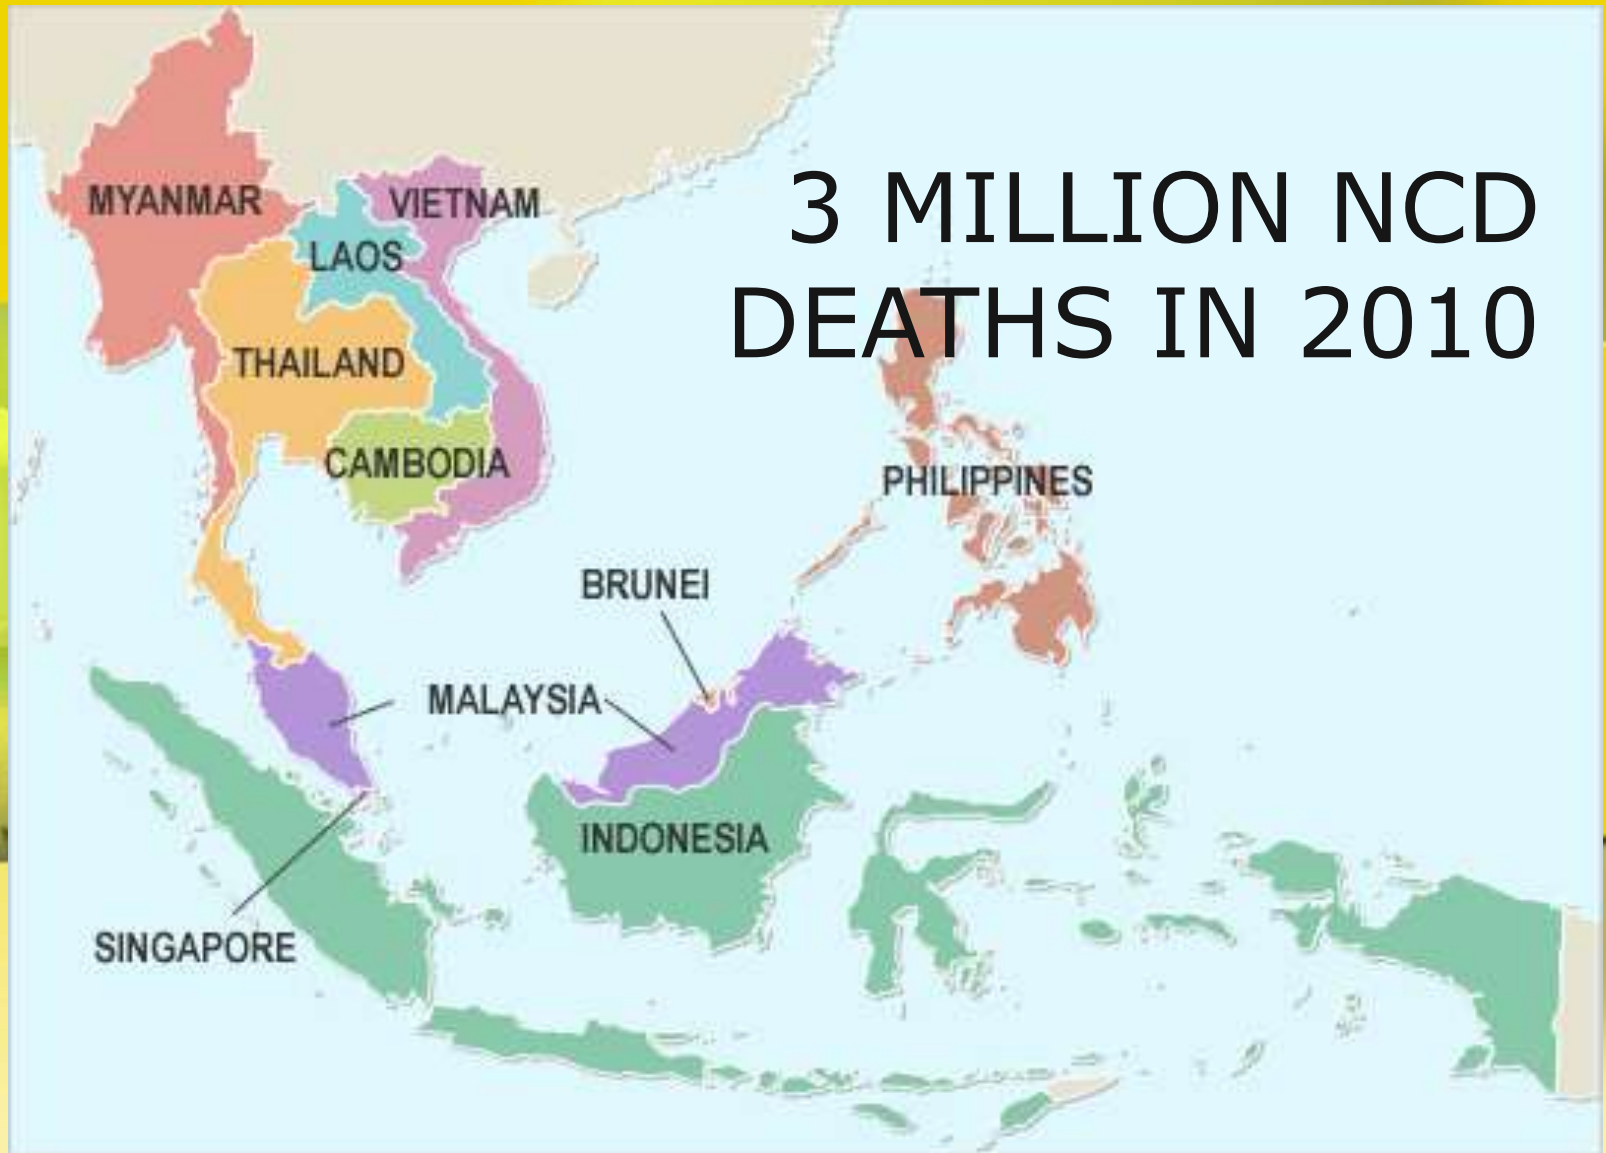 3 MILLION NCD
DEATHS IN 2010
MYANMAR
VIETNAM
LAOS
THAILAND
CAMBODIA
PHILIPPINES
BRUNEI
MALAYSIA
INDONESIA
SINGAPORE